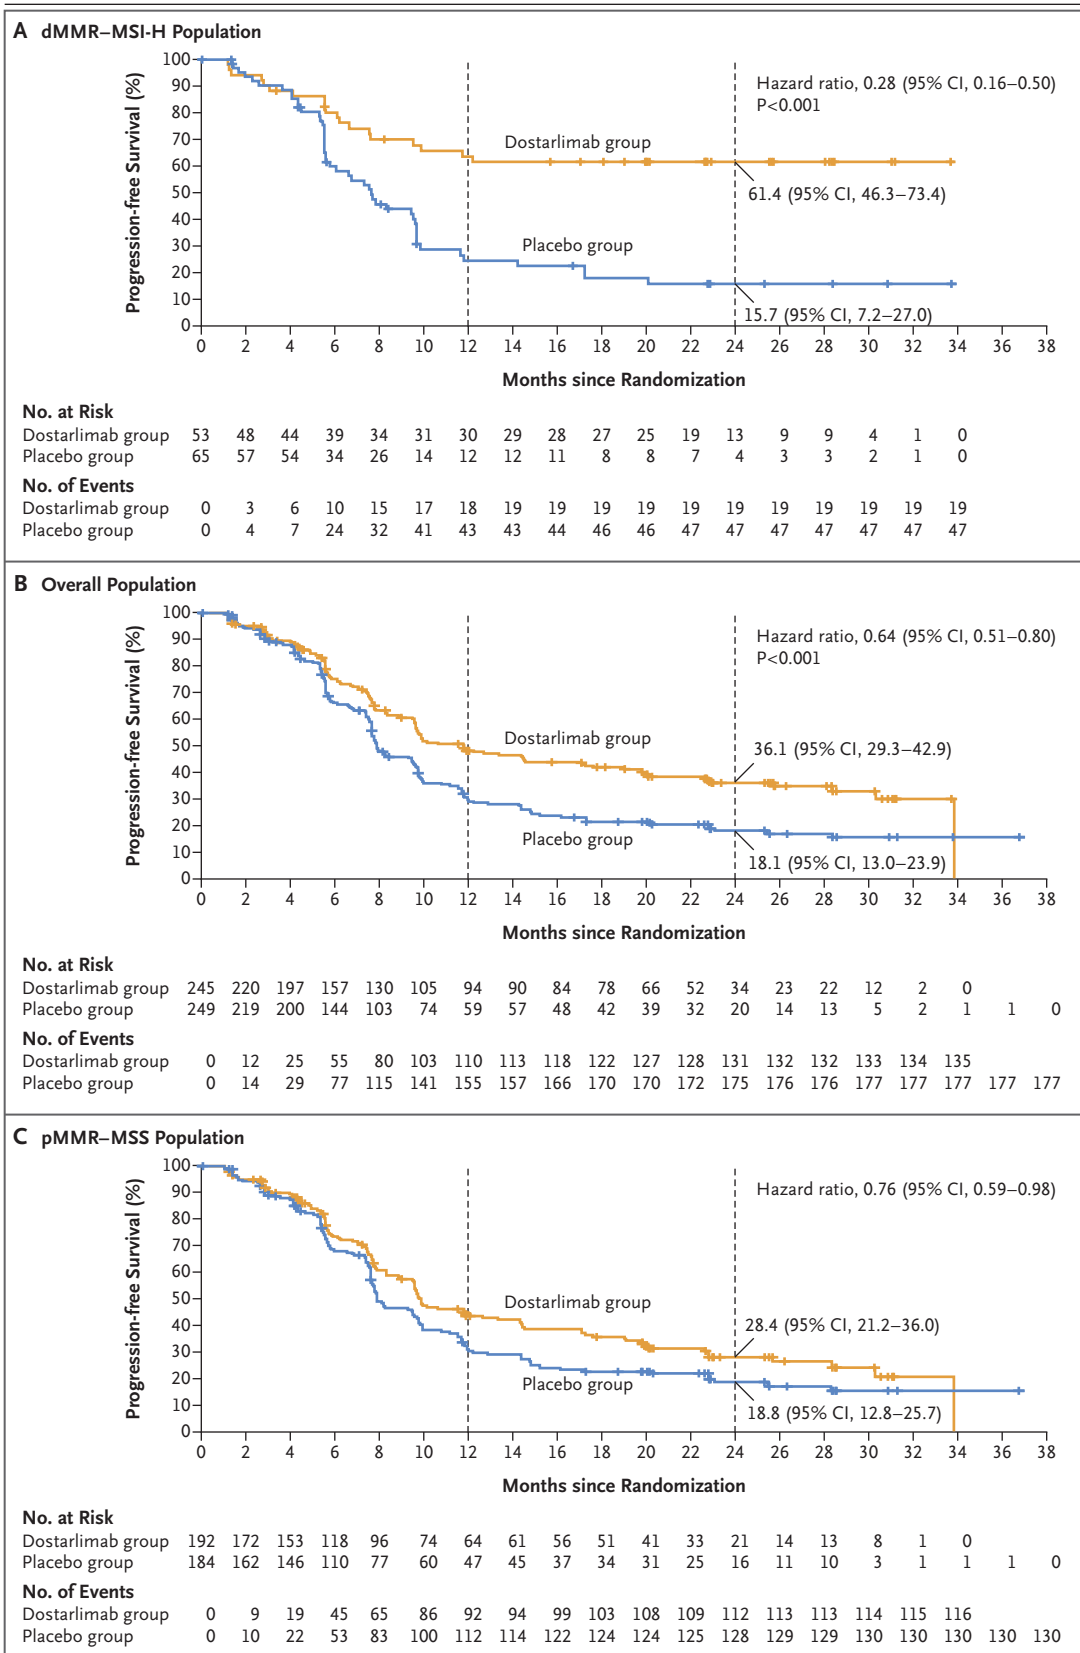 A dMMR–MSI-H Population
Progression-free Survival (%)
100
90
80
70
60
50
40
30
20
10
0
Hazard ratio, 0.28 (95% CI, 0.16–0.50)
P<0.001
Dostarlimab group
61.4 (95% CI, 46.3–73.4)
Placebo group
15.7 (95% CI, 7.2–27.0)
0 2 4 6 8 10 12 14 16 18 20 22 24 26 28 30 32 34 36 38
Months since Randomization
No. at Risk
Dostarlimab group 53 48 44 39 34 31 30 29 28 27 25 19 13 9 9 4 1 0
Placebo group 65 57 54 34 26 14 12 12 11 8 8 7 4 3 3 2 1 0
No. of Events
Dostarlimab group 0 3 6 10 15 17 18 19 19 19 19 19 19 19 19 19 19 19
Placebo group 0 4 7 24 32 41 43 43 44 46 46 47 47 47 47 47 47 47
B Overall Population
Progression-free Survival (%)
100
90
80
70
60
50
40
30
20
10
0
Hazard ratio, 0.64 (95% CI, 0.51–0.80)
P<0.001
Dostarlimab group
36.1 (95% CI, 29.3–42.9)
Placebo group
18.1 (95% CI, 13.0–23.9)
0 2 4 6 8 10 12 14 16 18 20 22 24 26 28 30 32 34 36 38
Months since Randomization
No. at Risk
Dostarlimab group 245 220 197 157 130 105 94 90 84 78 66 52 34 23 22 12 2 0
Placebo group 249 219 200 144 103 74 59 57 48 42 39 32 20 14 13 5 2 1 1 0
No. of Events
Dostarlimab group 0 12 25 55 80 103 110 113 118 122 127 128 131 132 132 133 134 135
Placebo group 0 14 29 77 115 141 155 157 166 170 170 172 175 176 176 177 177 177 177 177
C pMMR–MSS Population
Progression-free Survival (%)
100
90
80
70
60
50
40
30
20
10
0
Hazard ratio, 0.76 (95% CI, 0.59–0.98)
Dostarlimab group
28.4 (95% CI, 21.2–36.0)
Placebo group
18.8 (95% CI, 12.8–25.7)
0 2 4 6 8 10 12 14 16 18 20 22 24 26 28 30 32 34 36 38
Months since Randomization
No. at Risk
Dostarlimab group 192 172 153 118 96 74 64 61 56 51 41 33 21 14 13 8 1 0
Placebo group 184 162 146 110 77 60 47 45 37 34 31 25 16 11 10 3 1 1 1 0
No. of Events
Dostarlimab group 0 9 19 45 65 86 92 94 99 103 108 109 112 113 113 114 115 116
Placebo group 0 10 22 53 83 100 112 114 122 124 124 125 128 129 129 130 130 130 130 130